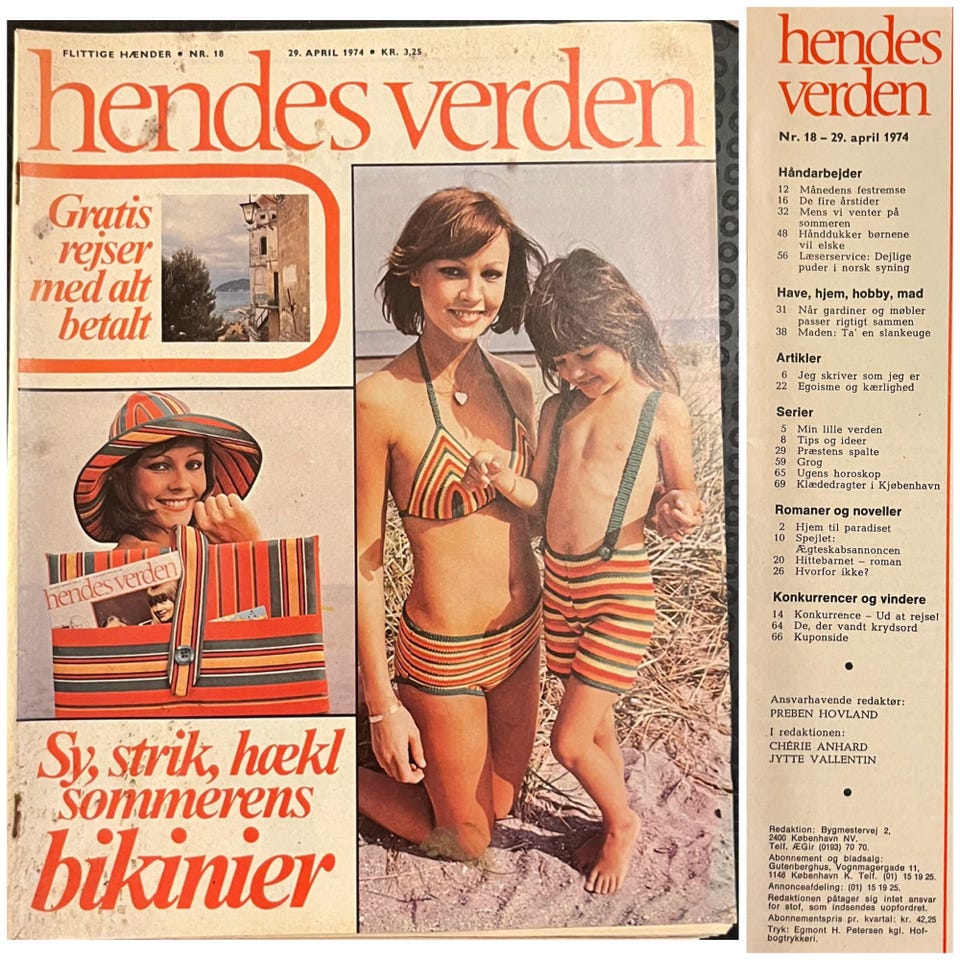 FLITTIGE HÆNDER • NR. 18 29. APRIL 1974 • KR. 3,25
hendes verden
Gratis
rejser
med alt
betalt
hendes verden
Sy, strik, hækl
sommerens
bikinier
hendes
verden
Nr. 18 – 29. april 1974
Håndarbejder
12 Månedens festremse
16 De fire årstider
32 Mens vi venter på
sommeren
48 Hånddukker børnene
vil elske
56 Læserservice: Dejlige
puder i norsk syning
Have, hjem, hobby, mad
31 Når gardiner og møbler
passer rigtigt sammen
38 Maden: Ta' en slankeuge
Artikler
6 Jeg skriver som jeg er
22 Egoisme og kærlighed
Serier
5 Min lille verden
8 Tips og ideer
29 Præstens spalte
59 Grog
65 Ugens horoskop
69 Klædedragter i Kjøbenhavn
Romaner og noveller
2 Hjem til paradiset
10 Spejlet:
Ægteskabsannoncen
20 Hittebarnet – roman
26 Hvorfor ikke?
Konkurrencer og vindere
14 Konkurrence – Ud at rejse!
64 De, der vandt krydsord
66 Kuponside
•
Ansvarhavende redaktør:
PREBEN HOVLAND
I redaktionen:
CHÉRIE ANHARD
JYTTE VALLENTIN
•
Redaktion: Bygmestervej 2,
2400 København NV.
Telf. ÆGir (0193) 70 70.
Abonnement og bladsalg:
Gutenberghus, Vognmagergade 11,
1148 København K. Telf. (01) 15 19 25.
Annonceafdeling: (01) 15 19 25.
Redaktionen påtager sig intet ansvar
for stof, som indsendes uopfordret.
Abonnementspris pr. kvartal: kr. 42,25
Tryk: Egmont H. Petersen kgl. Hof-
bogtrykkeri.